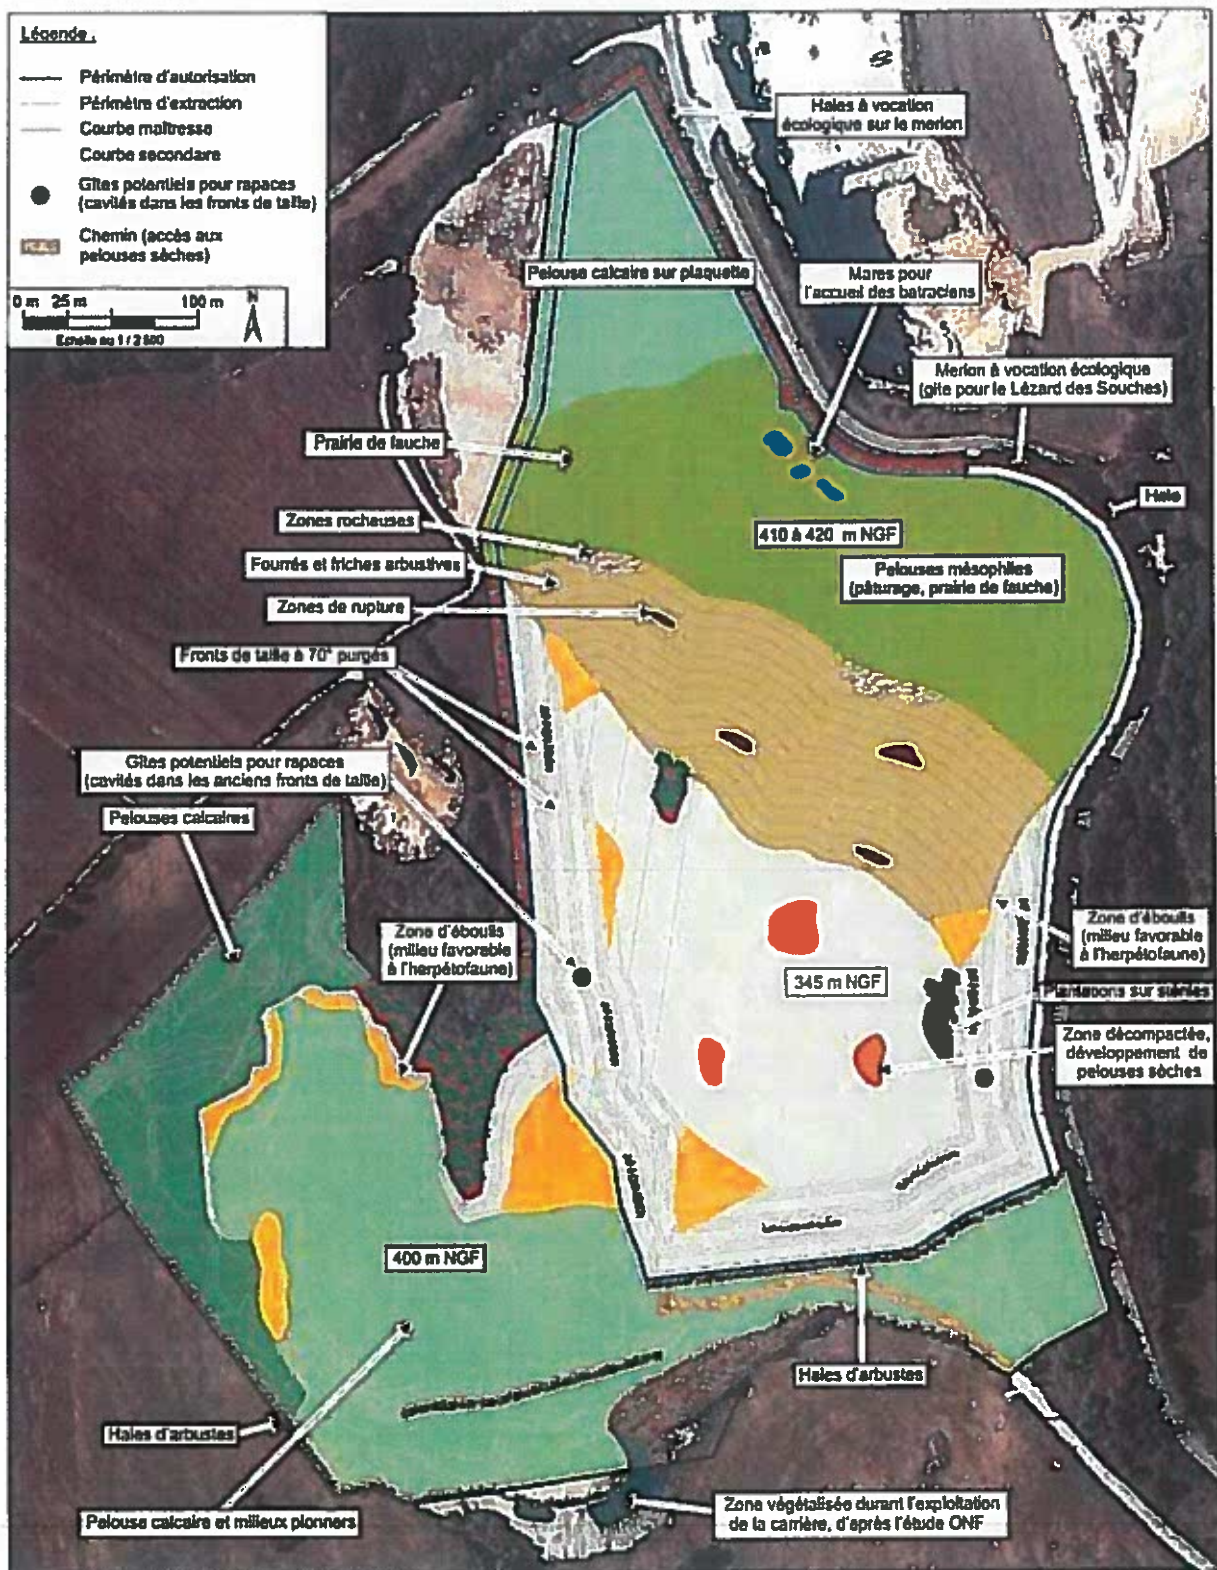 Légende :
Périmètre d'autorisation
Périmètre d'extraction
Courbe maîtresse
Courbe secondaire
Gîtes potentiels pour rapaces
(cavités dans les fronts de taille)
Chemin (accès aux
pelouses sèches)
0 m 25 m 100 m
N
Echelle au 1 / 2 500
Haies à vocation
écologique sur le merlon
Pelouse calcaire sur plaquette
Mares pour
l'accueil des batraciens
Merlon à vocation écologique
(gîte pour le Lézard des Souches)
Prairie de fauche
Haie
Zones rocheuses
410 à 420 m NGF
Fourrés et friches arbustives
Pelouses mésophiles
(pâturage, prairie de fauche)
Zones de rupture
Fronts de taille à 70° purgés
Gîtes potentiels pour rapaces
(cavités dans les anciens fronts de taille)
Pelouses calcaires
Zone d'éboulis
(milieu favorable
à l'herpétofaune)
Zone d'éboulis
(milieu favorable
à l'herpétofaune)
345 m NGF
Plantations sur stériles
Zone décompactée,
développement de
pelouses sèches
400 m NGF
Haies d'arbustes
Haies d'arbustes
Pelouse calcaire et milieux pionners
Zone végétalisée durant l'exploitation
de la carrière, d'après l'étude ONF